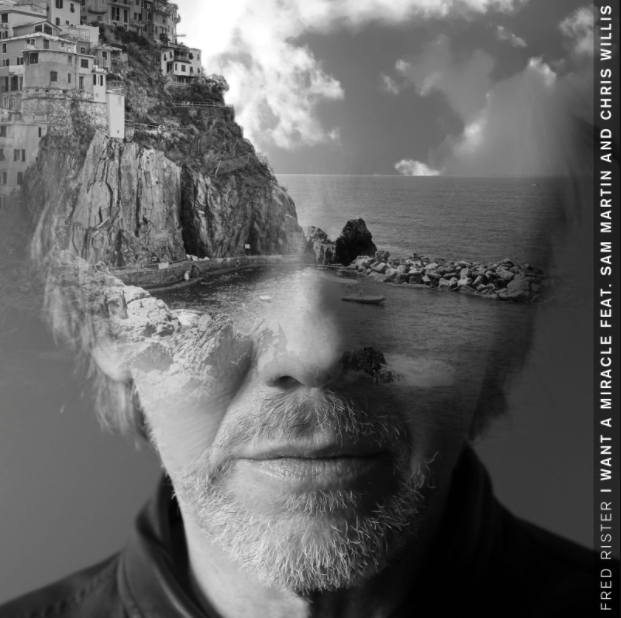 FRED RISTER I WANT A MIRACLE FEAT. SAM MARTIN AND CHRIS WILLIS